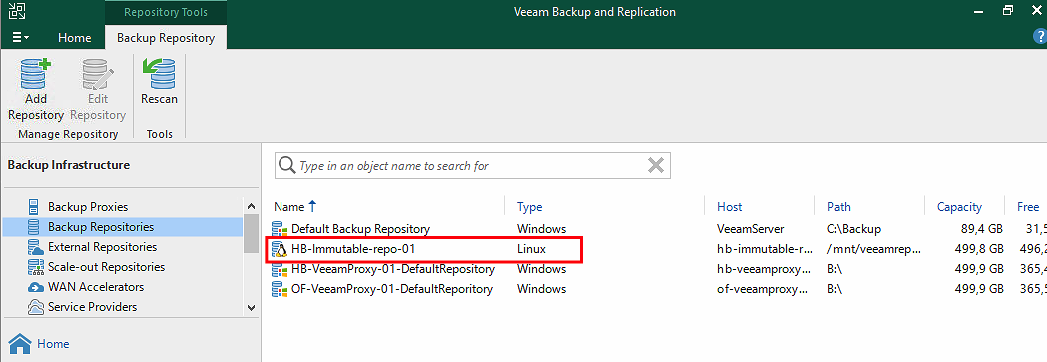 Repository Tools
Veeam Backup and Replication
Home Backup Repository
Add Repository
Edit Repository
Rescan
Manage Repository
Tools
Backup Infrastructure
Backup Proxies
Backup Repositories
External Repositories
Scale-out Repositories
WAN Accelerators
Service Providers
Home
Type in an object name to search for
Name Type Host Path Capacity Free
Default Backup Repository Windows VeeamServer C:\Backup 89,4 GB 31,5
HB-Immutable-repo-01 Linux hb-immutable-r... /mnt/veeamrep... 499,8 GB 496,2
HB-VeeamProxy-01-DefaultRepository Windows hb-veeamproxy... B:\ 499,9 GB 365,4
OF-VeeamProxy-01-DefaultReporitory Windows of-veeamproxy... B:\ 499,9 GB 365,5